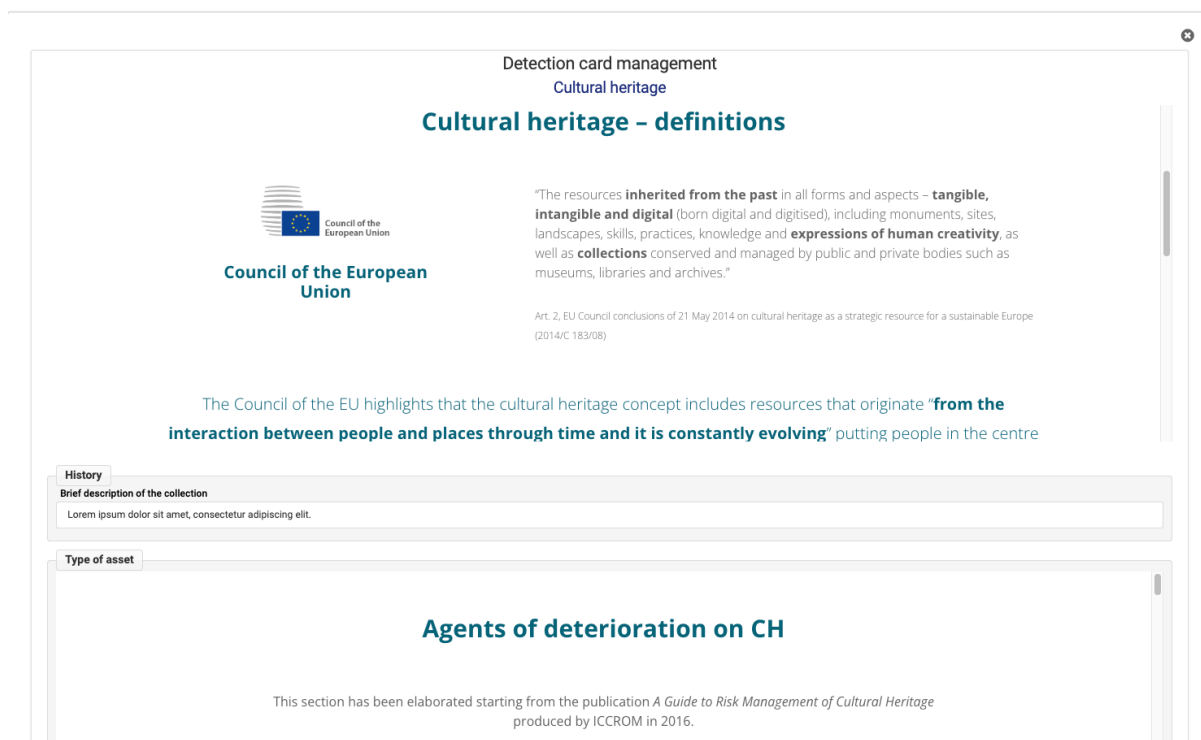 Detection card management
Cultural heritage
Cultural heritage – definitions
Council of the
European Union
Council of the European
Union
“The resources inherited from the past in all forms and aspects – tangible,
intangible and digital (born digital and digitised), including monuments, sites,
landscapes, skills, practices, knowledge and expressions of human creativity, as
well as collections conserved and managed by public and private bodies such as
museums, libraries and archives.”
Art. 2, EU Council conclusions of 21 May 2014 on cultural heritage as a strategic resource for a sustainable Europe
(2014/C 183/08)
The Council of the EU highlights that the cultural heritage concept includes resources that originate “from the
interaction between people and places through time and it is constantly evolving” putting people in the centre
History
Brief description of the collection
Lorem ipsum dolor sit amet, consectetur adipiscing elit.
Type of asset
Agents of deterioration on CH
This section has been elaborated starting from the publication A Guide to Risk Management of Cultural Heritage
produced by ICCROM in 2016.